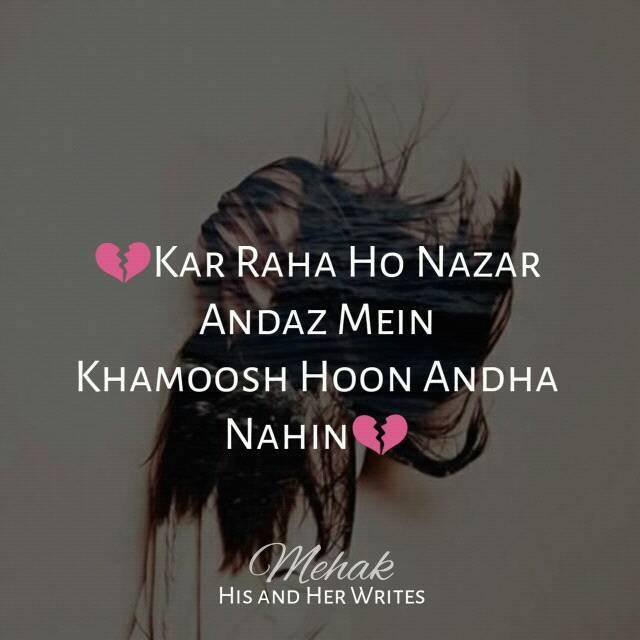 💔Kar Raha Ho Nazar
Andaz Mein
Khamoosh Hoon Andha
Nahin💔
Mehak
His and Her Writes